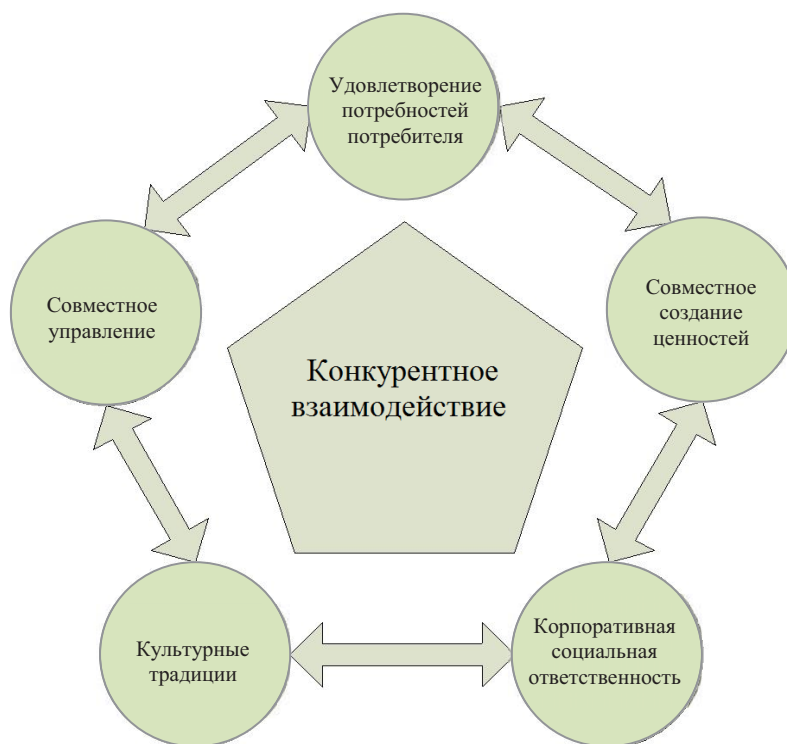 Удовлетворение
потребностей
потребителя
Совместное
управление
Совместное
создание
ценностей
Конкурентное
взаимодействие
Культурные
традиции
Корпоративная
социальная
ответственность